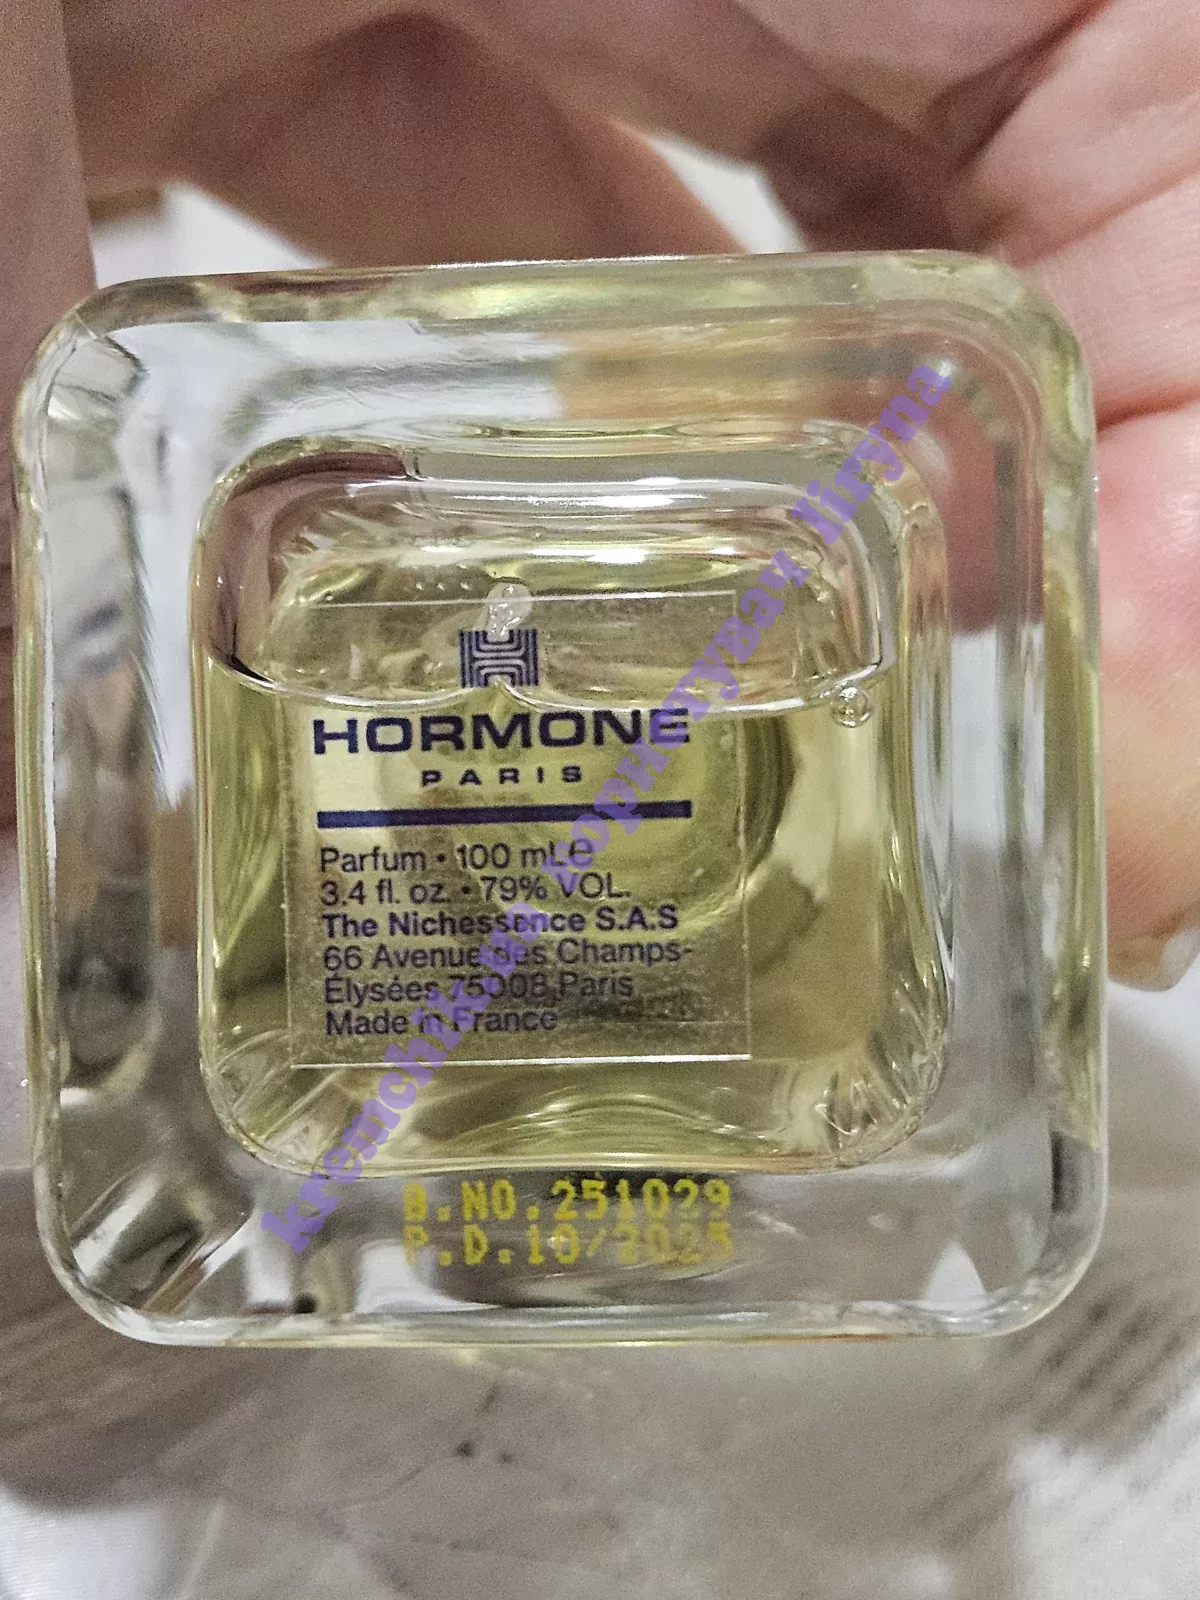 HORMONE
PARIS
Parfum · 100 mL℮
3.4 fl. oz. · 79% VOL.
The Nichessence S.A.S
66 Avenue des Champs-
Élysées 75008 Paris
Made in France
B.NO.251029
P.D.10/2025